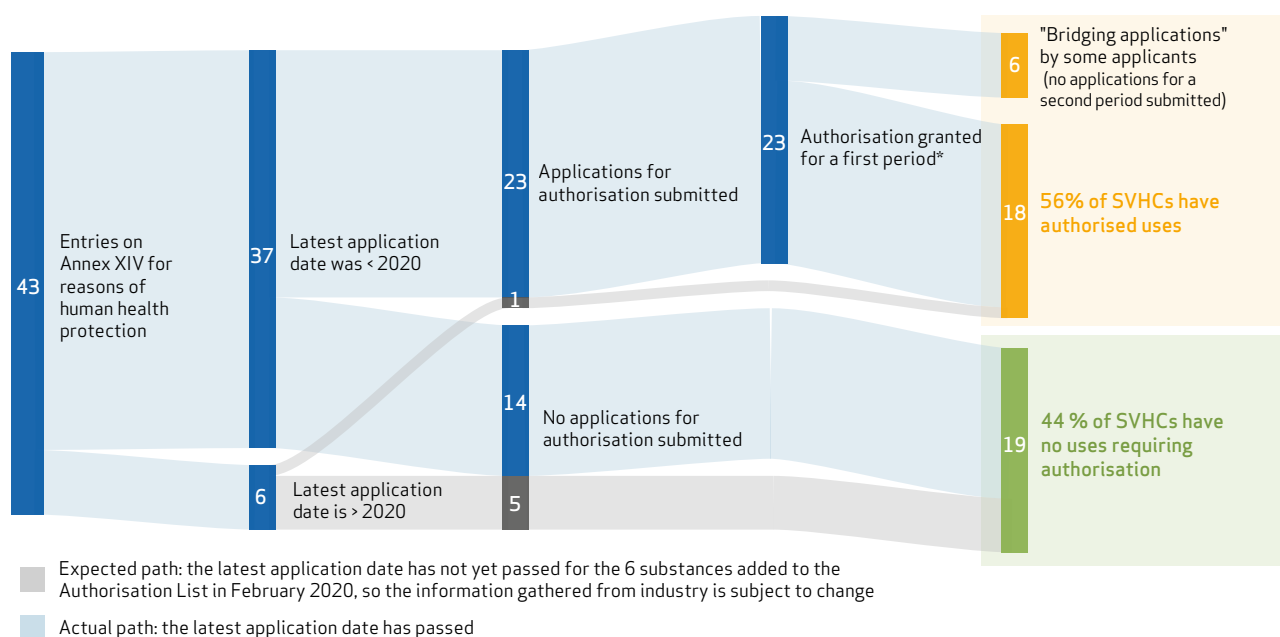 43
Entries on
Annex XIV for
reasons of
human health
protection
37
Latest application
date was < 2020
6
Latest application
date is > 2020
23
Applications for
authorisation submitted
1
14
No applications for
authorisation submitted
5
23
Authorisation granted
for a first period*
6
"Bridging applications"
by some applicants
(no applications for a
second period submitted)
18
56% of SVHCs have
authorised uses
19
44 % of SVHCs have
no uses requiring
authorisation
Expected path: the latest application date has not yet passed for the 6 substances added to the
Authorisation List in February 2020, so the information gathered from industry is subject to change
Actual path: the latest application date has passed